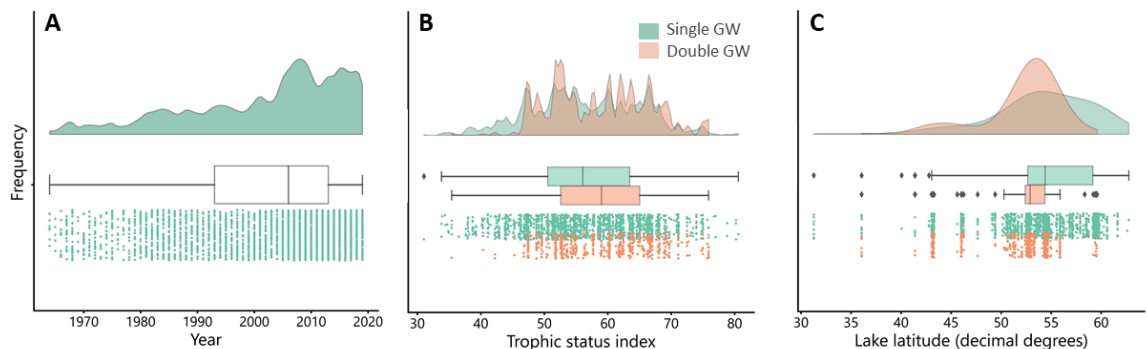 A
B
C
Single GW
Double GW
Frequency
1970 1980 1990 2000 2010 2020
Year
30 40 50 60 70 80
Trophic status index
30 35 40 45 50 55 60
Lake latitude (decimal degrees)